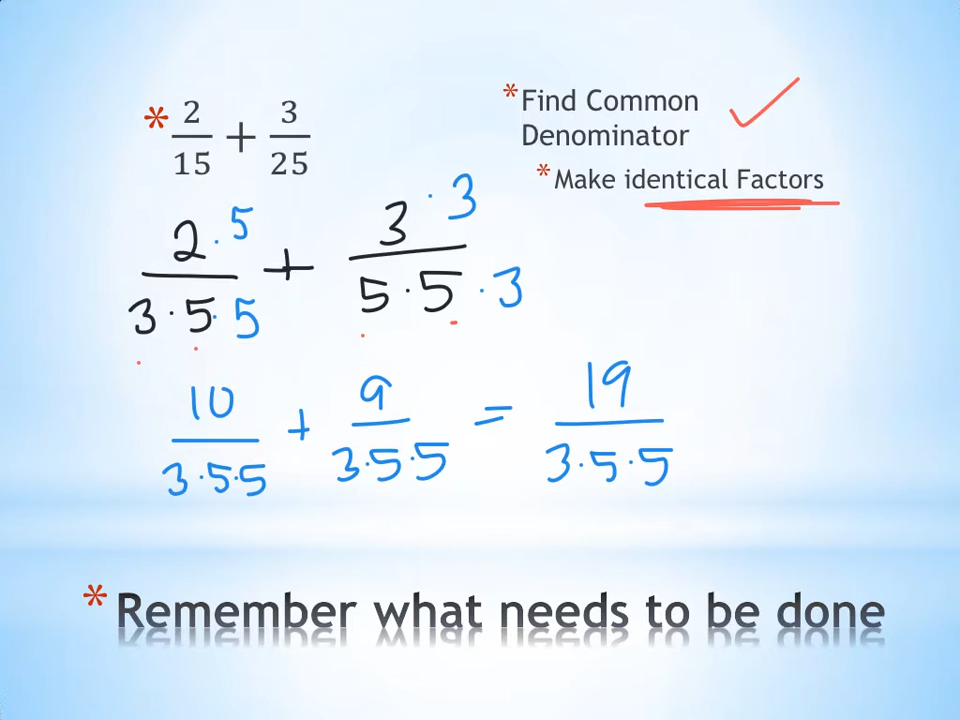 * 2/15 + 3/25
* Find Common
Denominator ✓
* Make identical Factors
2 · 5 / 3 · 5 · 5 + 3 · 3 / 5 · 5 · 3
10 / 3 · 5 · 5 + 9 / 3 · 5 · 5 = 19 / 3 · 5 · 5
* Remember what needs to be done